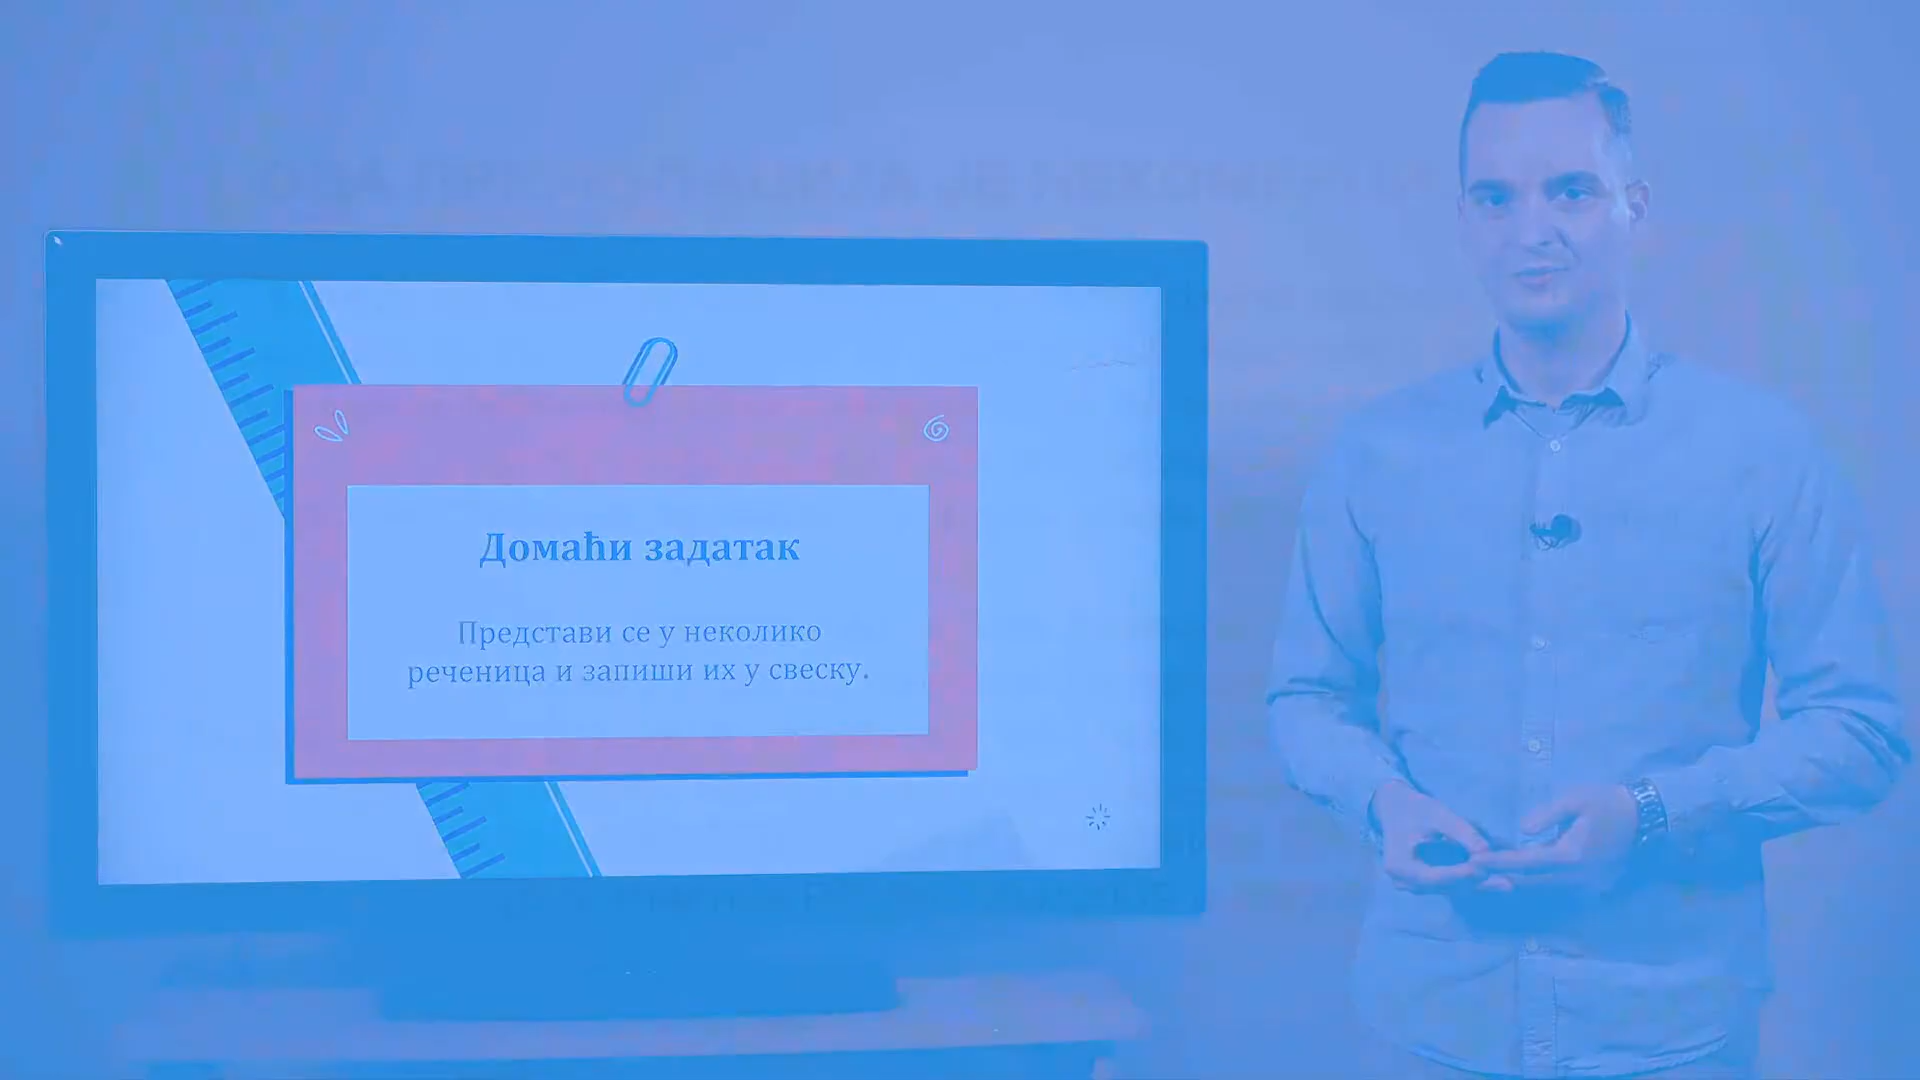 Домаћи задатак
Представи се у неколико
реченица и запиши их у свеску.